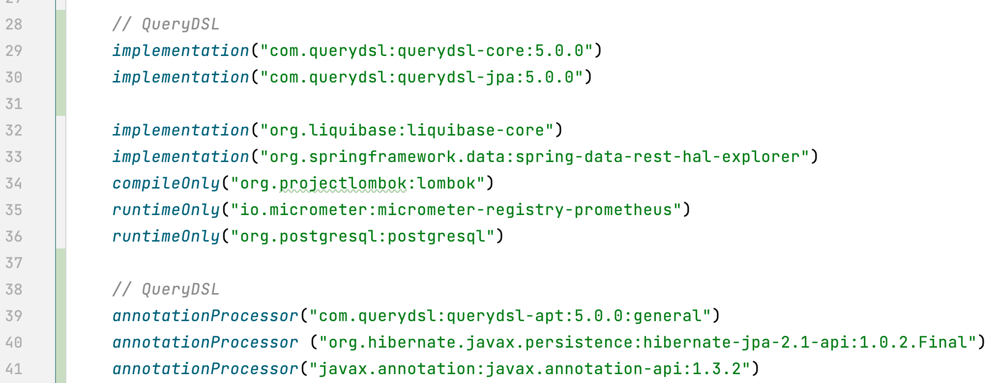 27
28 // QueryDSL
29 implementation("com.querydsl:querydsl-core:5.0.0")
30 implementation("com.querydsl:querydsl-jpa:5.0.0")
31
32 implementation("org.liquibase:liquibase-core")
33 implementation("org.springframework.data:spring-data-rest-hal-explorer")
34 compileOnly("org.projectlombok:lombok")
35 runtimeOnly("io.micrometer:micrometer-registry-prometheus")
36 runtimeOnly("org.postgresql:postgresql")
37
38 // QueryDSL
39 annotationProcessor("com.querydsl:querydsl-apt:5.0.0:general")
40 annotationProcessor ("org.hibernate.javax.persistence:hibernate-jpa-2.1-api:1.0.2.Final")
41 annotationProcessor("javax.annotation:javax.annotation-api:1.3.2")